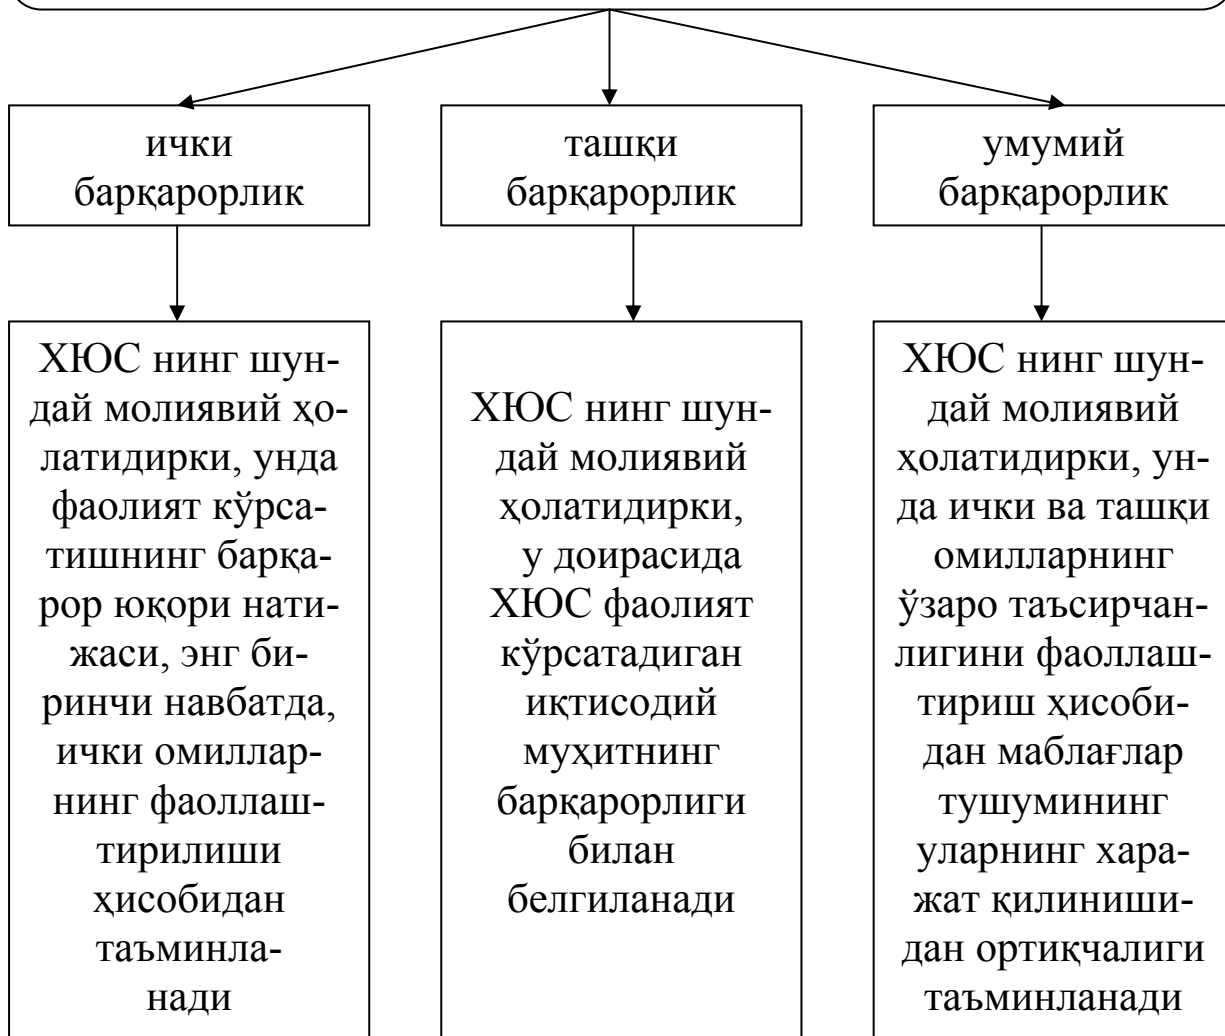 ички
барқарорлик
ташқи
барқарорлик
умумий
барқарорлик
ХЮС нинг шун-
дай молиявий ҳо-
латидирки, унда
фаолият кўрса-
тишнинг барқа-
рор юқори нати-
жаси, энг би-
ринчи навбатда,
ички омиллар-
нинг фаоллаш-
тирилиши
ҳисобидан
таъминла-
нади
ХЮС нинг шун-
дай молиявий
ҳолатидирки,
у доирасида
ХЮС фаолият
кўрсатадиган
иқтисодий
муҳитнинг
барқарорлиги
билан
белгиланади
ХЮС нинг шун-
дай молиявий
ҳолатидирки, ун-
да ички ва ташқи
омилларнинг
ўзаро таъсирчан-
лигини фаоллаш-
тириш ҳисоби-
дан маблағлар
тушумининг
уларнинг хара-
жат қилиниши-
дан ортиқчалиги
таъминланади